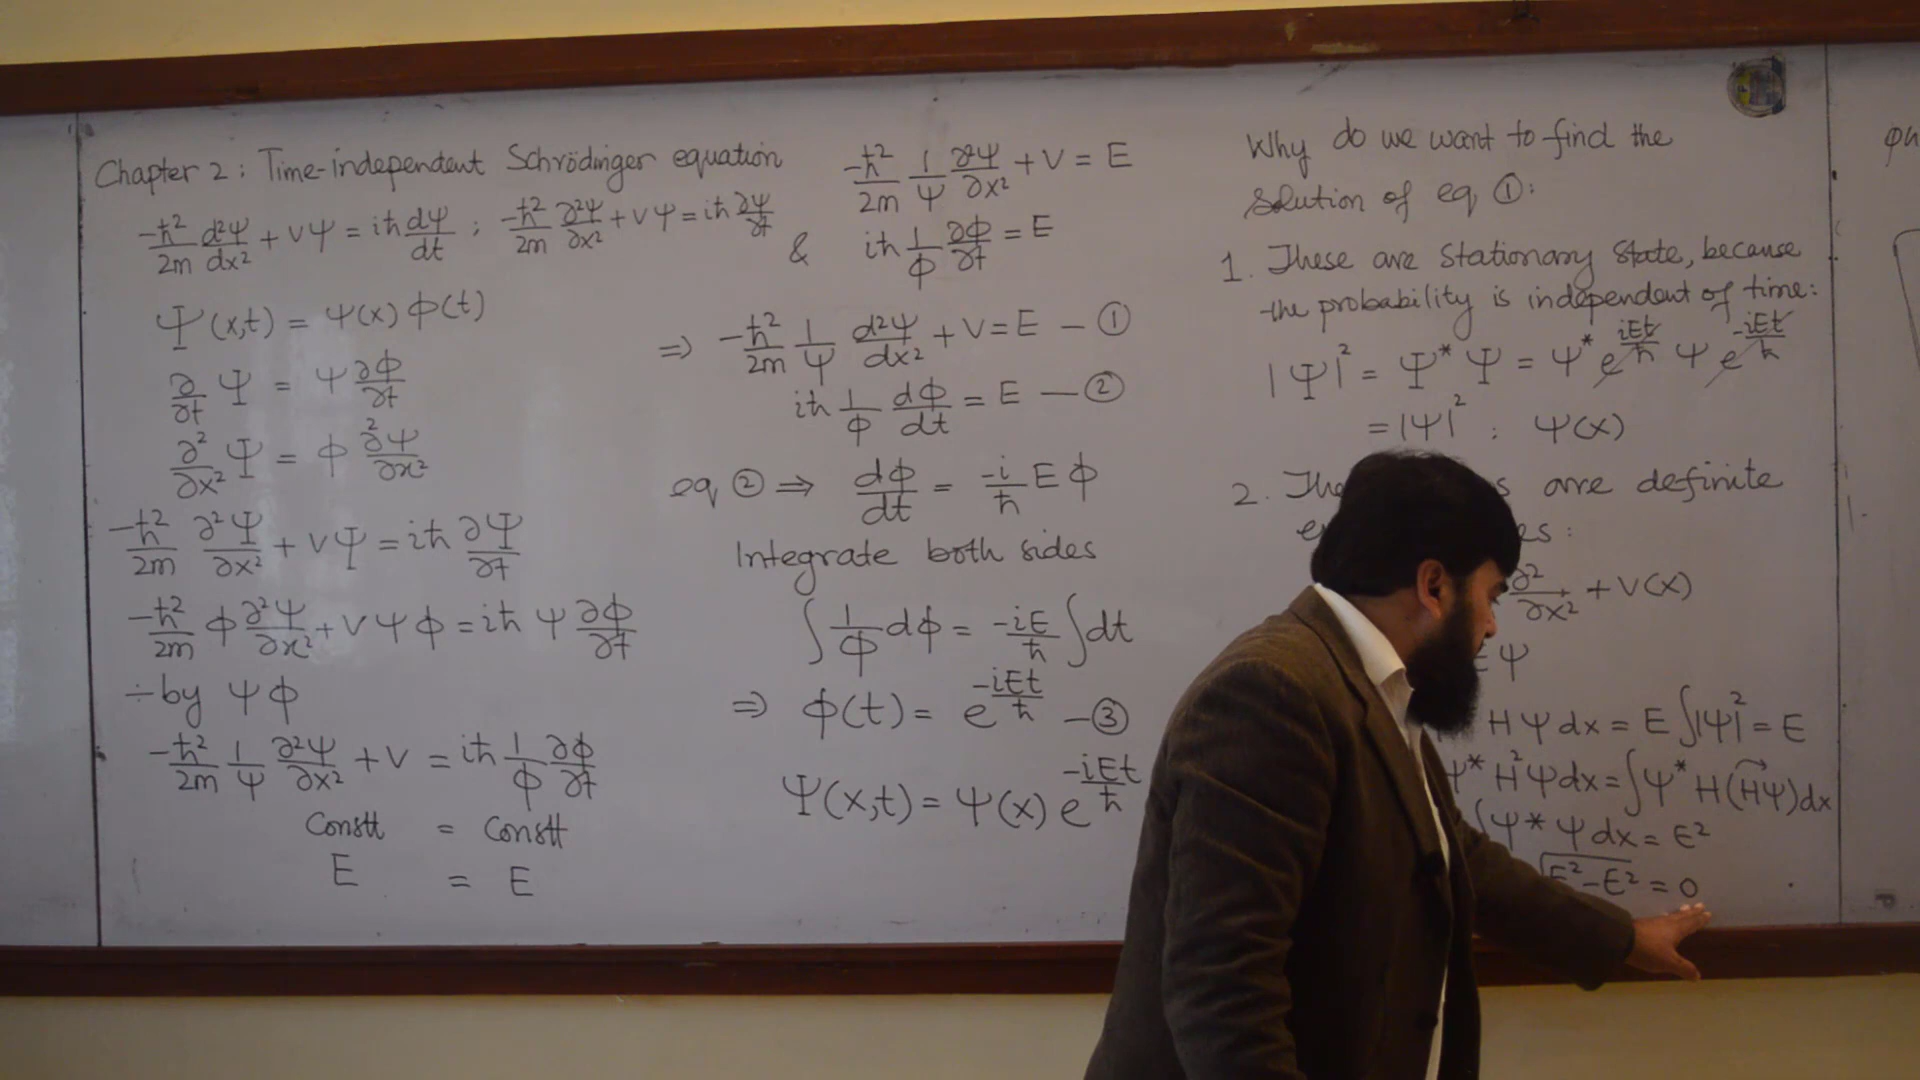 Chapter 2: Time-independent Schrödinger equation
-ħ²/2m d²Ψ/dx² + VΨ = iħ dΨ/dt ; -ħ²/2m ∂²Ψ/∂x² + VΨ = iħ ∂Ψ/∂t
Ψ(x,t) = ψ(x) ϕ(t)
∂/∂t Ψ = ψ ∂ϕ/∂t
∂²/∂x² Ψ = ϕ ∂²ψ/∂x²
-ħ²/2m ∂²Ψ/∂x² + VΨ = iħ ∂Ψ/∂t
-ħ²/2m ϕ ∂²ψ/∂x² + Vψϕ = iħ ψ ∂ϕ/∂t
÷by ψϕ
-ħ²/2m 1/ψ ∂²ψ/∂x² + V = iħ 1/ϕ ∂ϕ/∂t
Constt = Constt
E = E
-ħ²/2m 1/ψ ∂²ψ/∂x² + V = E
& iħ 1/ϕ ∂ϕ/∂t = E
⇒ -ħ²/2m 1/ψ d²ψ/dx² + V = E — ①
iħ 1/ϕ dϕ/dt = E — ②
eq ② ⇒ dϕ/dt = -i/ħ E ϕ
Integrate both sides
∫ 1/ϕ dϕ = -iE/ħ ∫dt
⇒ ϕ(t) = e^(-iEt/ħ) — ③
Ψ(x,t) = ψ(x) e^(-iEt/ħ)
Why do we want to find the
solution of eq ①:
1. These are stationary state, because
the probability is independent of time:
|Ψ|² = Ψ* Ψ = ψ* e^(iEt/ħ) ψ e^(-iEt/ħ)
= |ψ|² : ψ(x)
2. are definite
∂²/∂x² + V(x)
Eψ
Hψdx = E∫|ψ|² = E
ψ* H²ψdx = ∫ψ* H(Hψ)dx
∫ψ*ψdx = E²
√E²-E² = 0